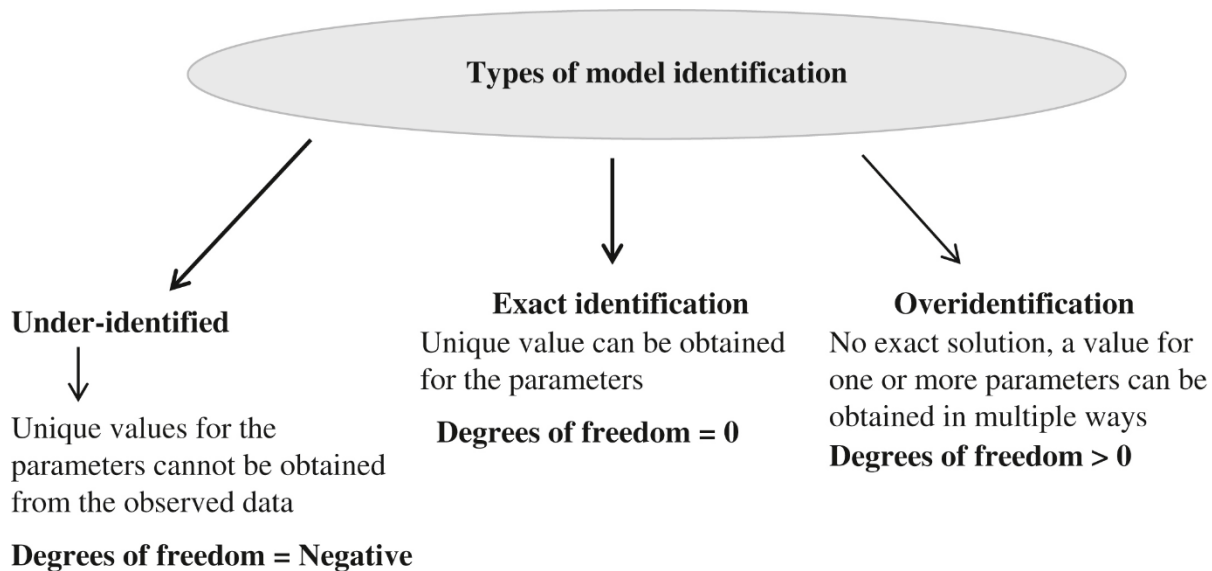 Types of model identification
Under-identified
Unique values for the
parameters cannot be obtained
from the observed data
Degrees of freedom = Negative
Exact identification
Unique value can be obtained
for the parameters
Degrees of freedom = 0
Overidentification
No exact solution, a value for
one or more parameters can be
obtained in multiple ways
Degrees of freedom > 0